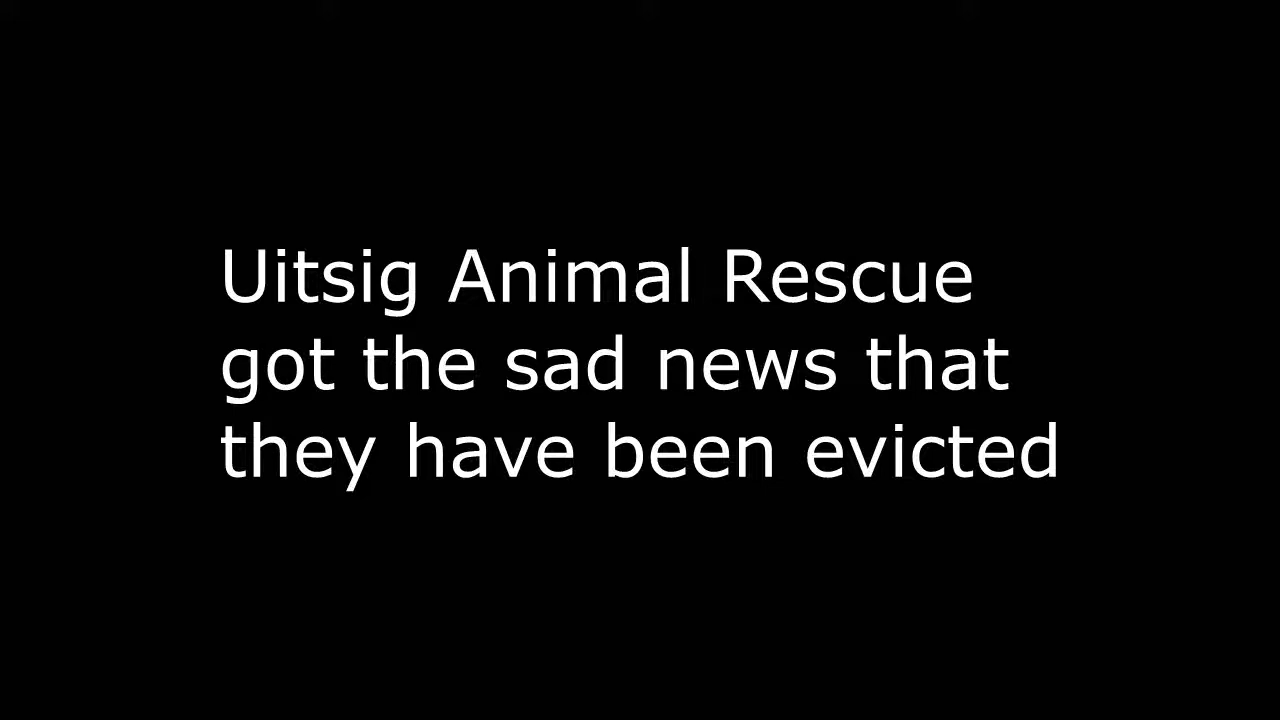 Uitsig Animal Rescue
got the sad news that
they have been evicted